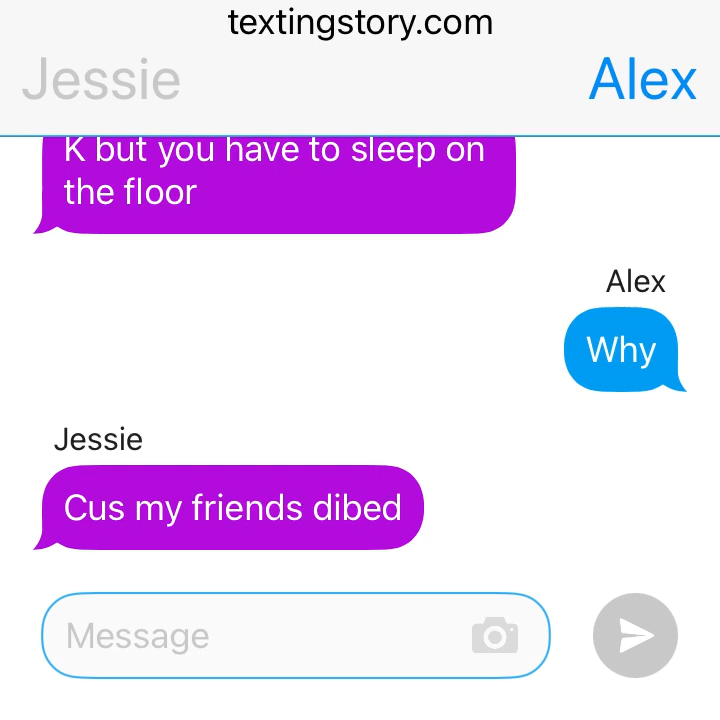 textingstory.com
Jessie
Alex
K but you have to sleep on
the floor
Alex
Why
Jessie
Cus my friends dibed
Message